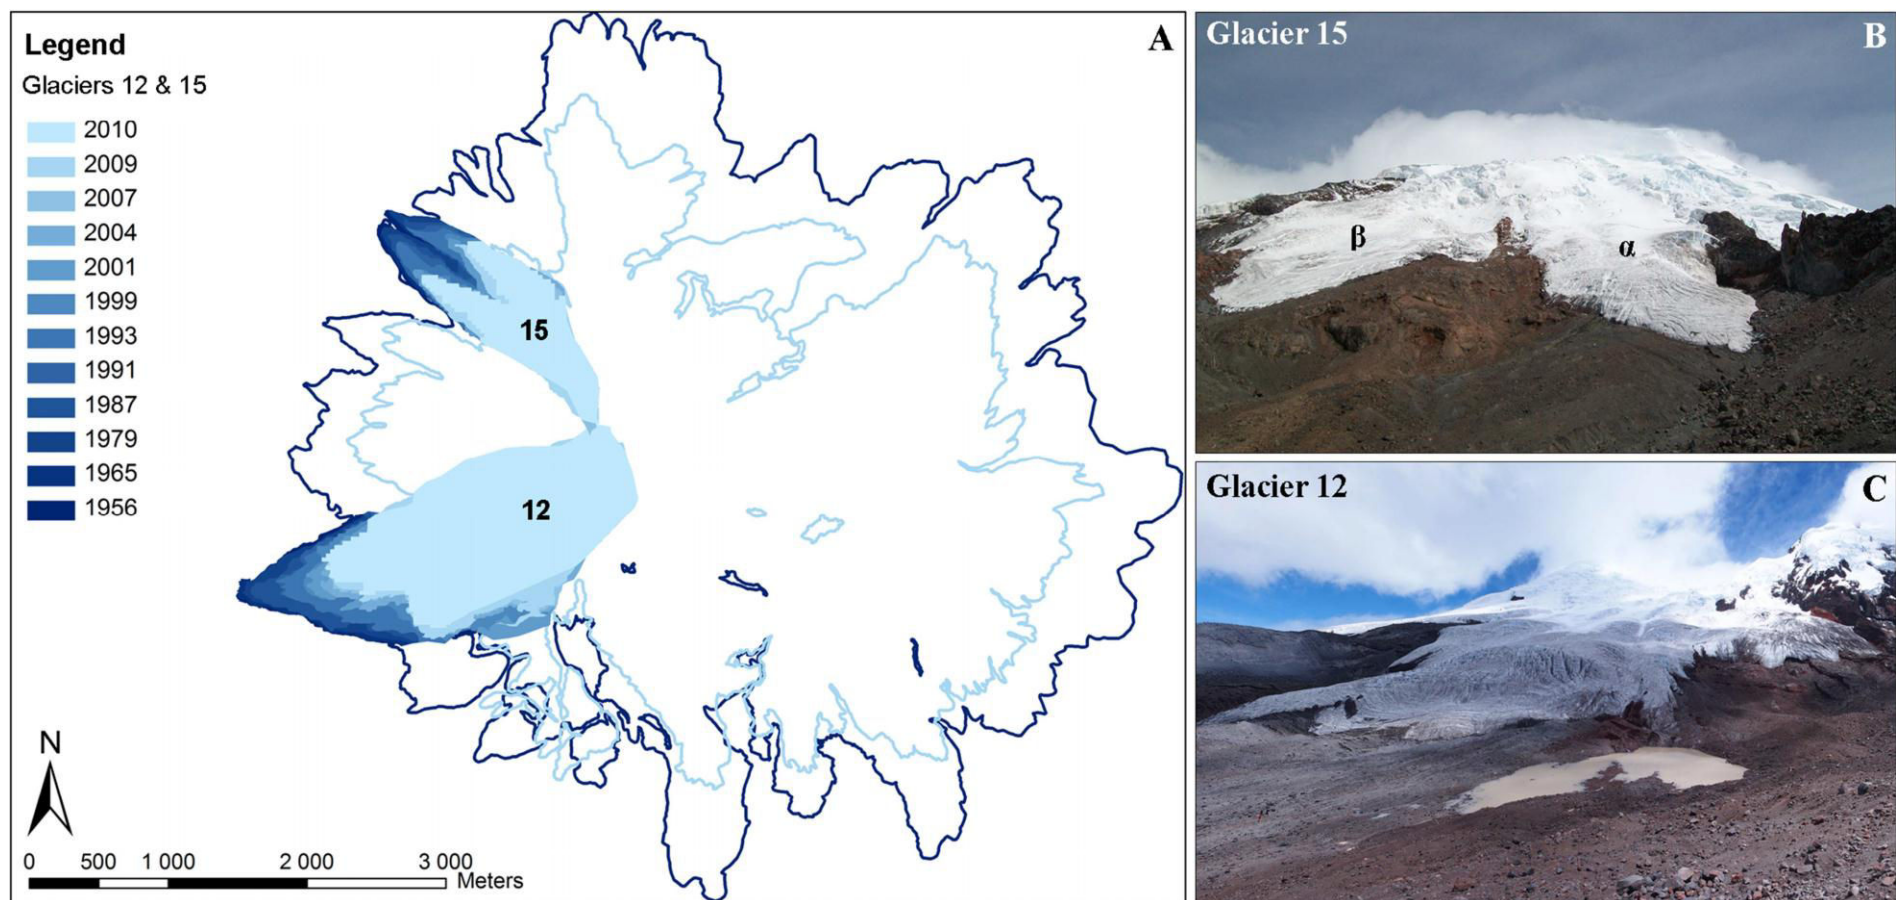 A
Legend
Glaciers 12 & 15
2010
2009
2007
2004
2001
1999
1993
1991
1987
1979
1965
1956
15
12
N
0 500 1 000 2 000 3 000
Meters
Glacier 15 B
β α
Glacier 12 C